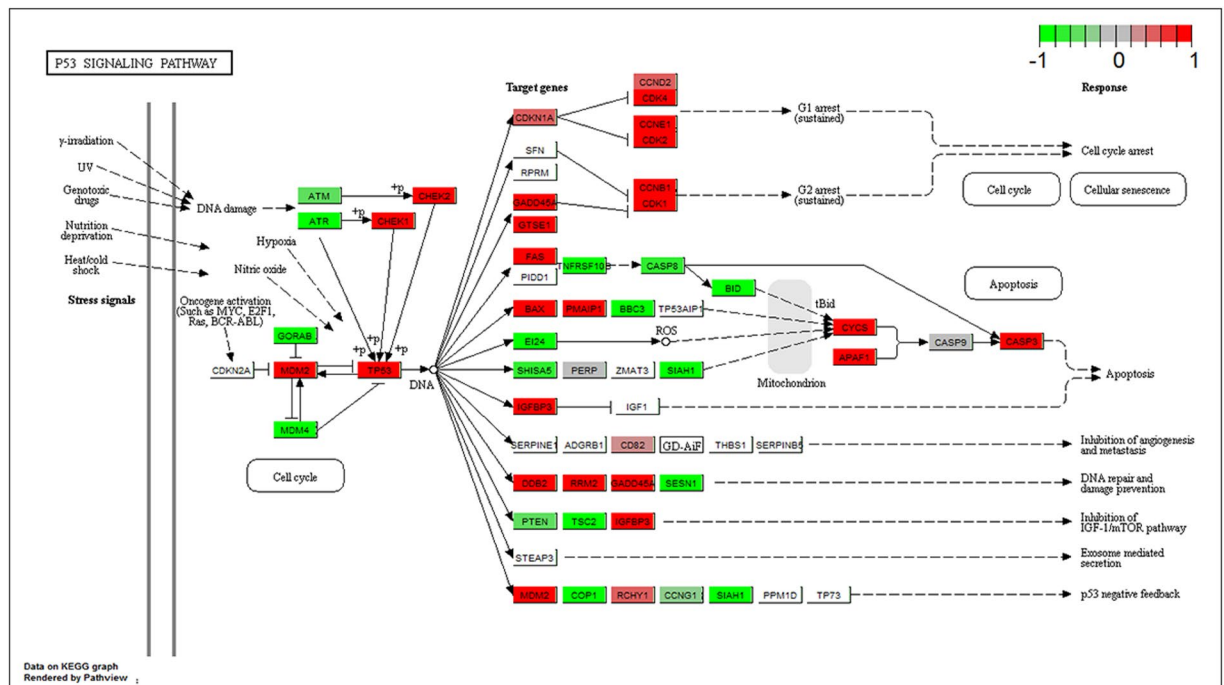 P53 SIGNALING PATHWAY
-1 0 1
Target genes
Response
Stress signals
γ-irradiation
UV
Genotoxic
drugs
Nutrition
deprivation
Heat/cold
shock
DNA damage
Hypoxia
Nitric oxide
Oncogene activation
(Such as MYC, E2F1,
Ras, BCR-ABL)
ATM
+p
CHEK2
ATR
+p
CHEK1
GORAB
CDKN2A
MDM2
+p
+p
+p
TP53
MDM4
DNA
Cell cycle
CDKN1A
CCND2
CDK4
CCNE1
CDK2
G1 arrest
(sustained)
SFN
RPRM
GADD45A
GTSE1
CCNB1
CDK1
G2 arrest
(sustained)
Cell cycle arrest
Cell cycle
Cellular senescence
FAS
PIDD1
TNFRSF10B
CASP8
BID
tBid
Apoptosis
BAX
PMAIP1
BBC3
TP53AIP1
CYCS
EI24
ROS
APAF1
CASP9
CASP3
SHISA5
PERP
ZMAT3
SIAH1
Mitochondrion
Apoptosis
IGFBP3
IGF1
SERPINE1
ADGRB1
CD82
GD-AiF
THBS1
SERPINB5
Inhibition of angiogenesis
and metastasis
DDB2
RRM2
GADD45A
SESN1
DNA repair and
damage prevention
PTEN
TSC2
IGFBP3
Inhibition of
IGF-1/mTOR pathway
STEAP3
Exosome mediated
secretion
MDM2
COP1
RCHY1
CCNG1
SIAH1
PPM1D
TP73
p53 negative feedback
Data on KEGG graph
Rendered by Pathview